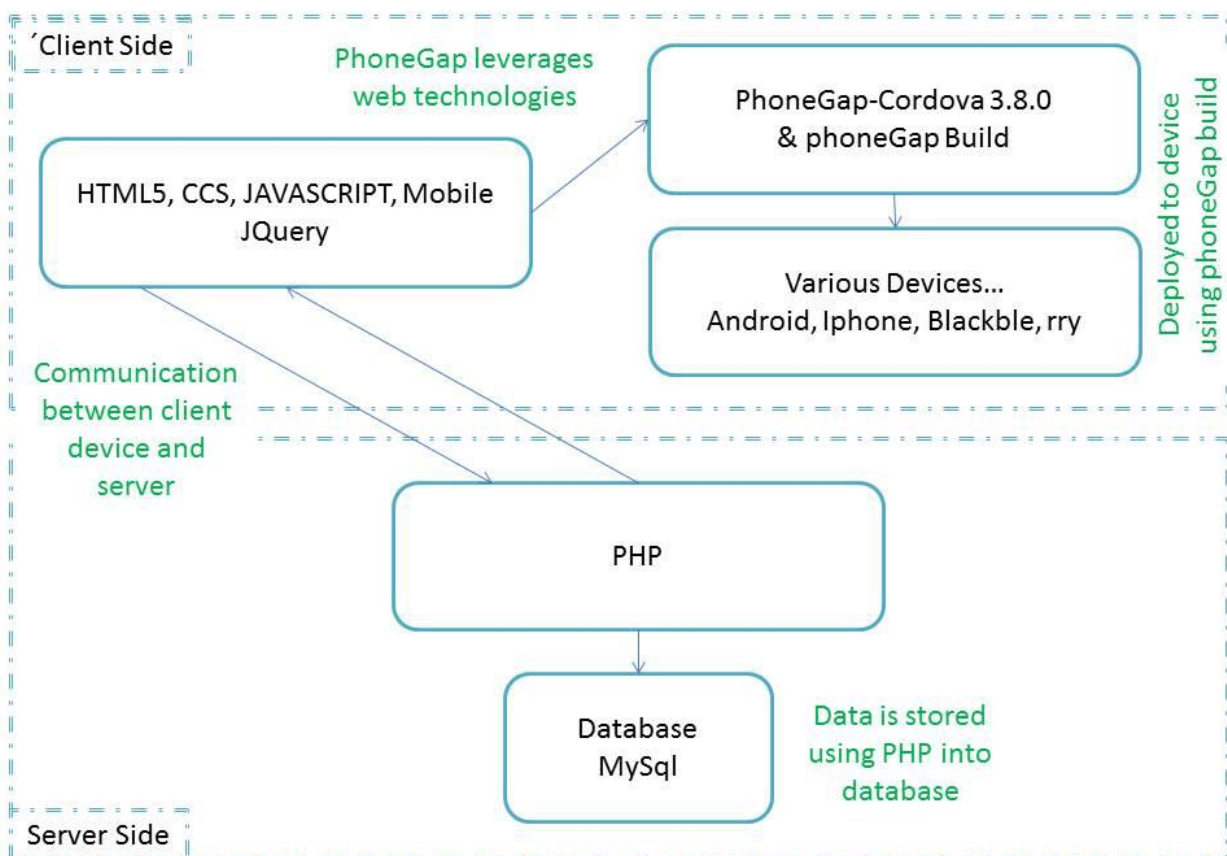 ´Client Side
PhoneGap leverages
web technologies
PhoneGap-Cordova 3.8.0
& phoneGap Build
Deployed to device
using phoneGap build
HTML5, CCS, JAVASCRIPT, Mobile
JQuery
Various Devices...
Android, Iphone, Blackble, rry
Communication
between client
device and
server
PHP
Database
MySql
Data is stored
using PHP into
database
Server Side